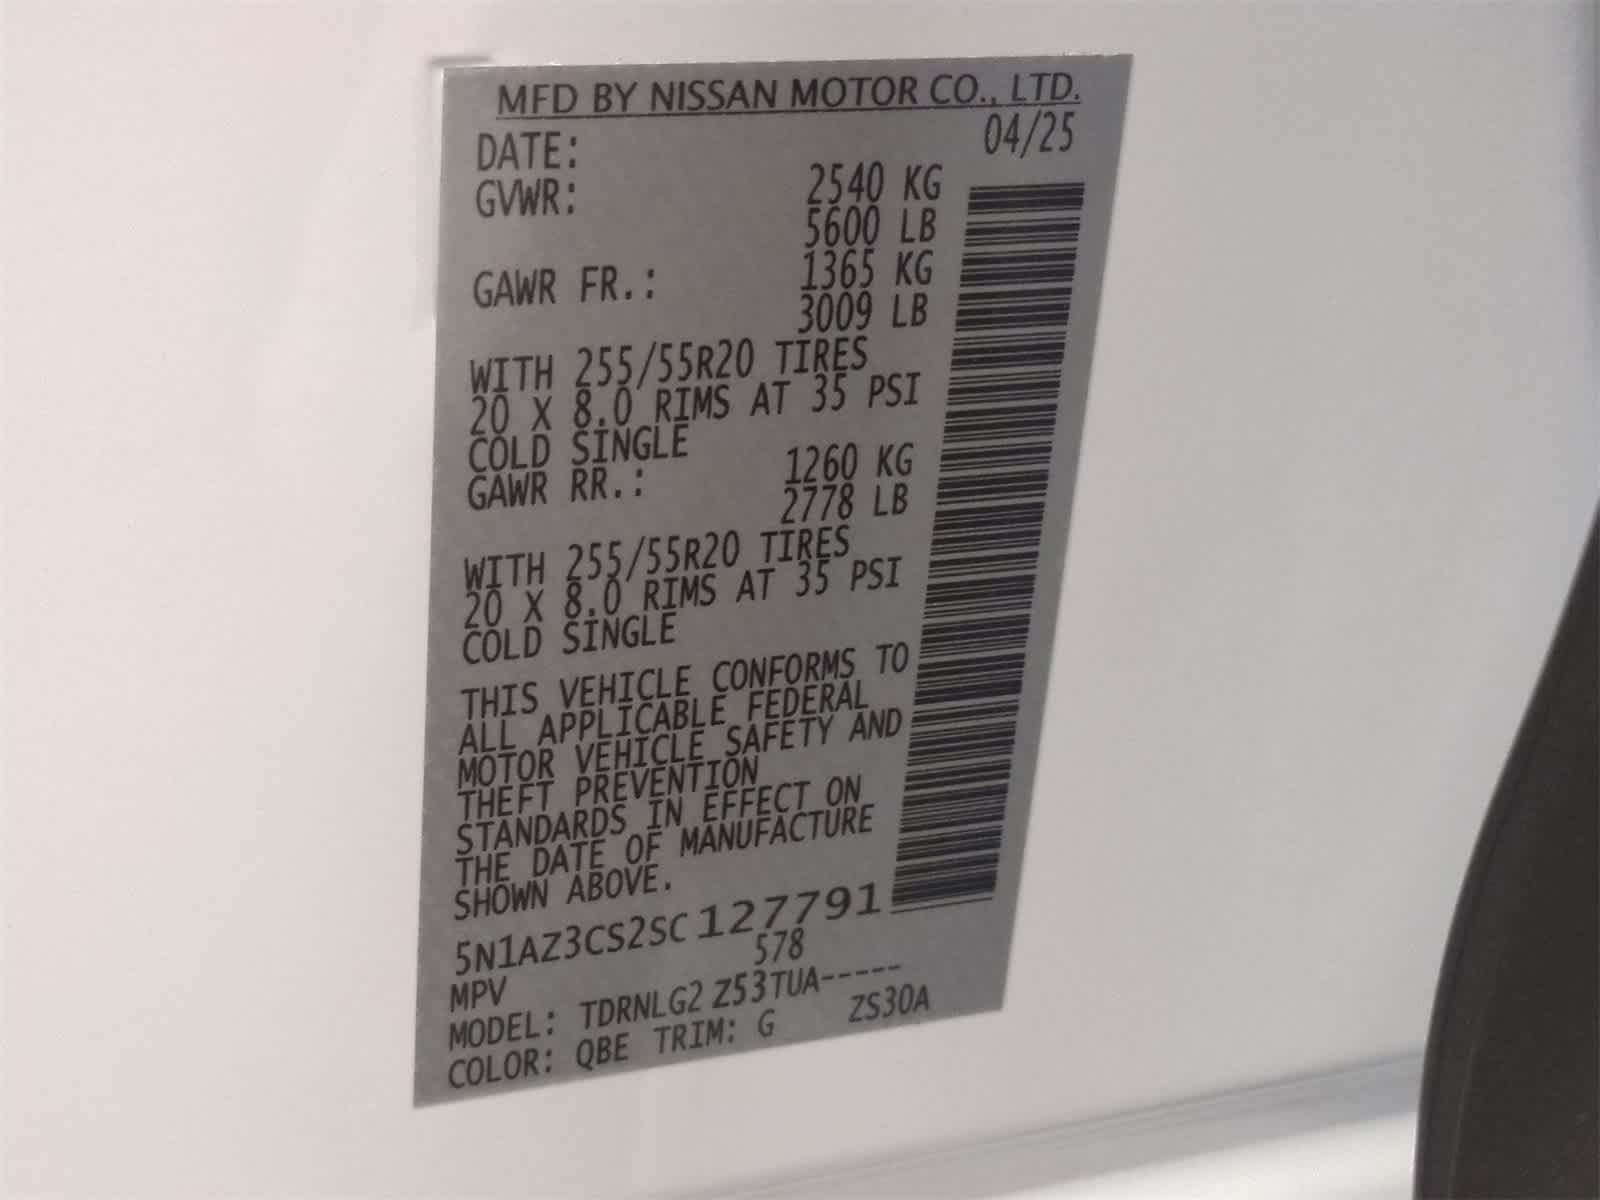 MFD BY NISSAN MOTOR CO., LTD.
DATE: 04/25
GVWR: 2540 KG
5600 LB
GAWR FR.: 1365 KG
3009 LB
WITH 255/55R20 TIRES
20 X 8.0 RIMS AT 35 PSI
COLD SINGLE
GAWR RR.: 1260 KG
2778 LB
WITH 255/55R20 TIRES
20 X 8.0 RIMS AT 35 PSI
COLD SINGLE
THIS VEHICLE CONFORMS TO
ALL APPLICABLE FEDERAL
MOTOR VEHICLE SAFETY AND
THEFT PREVENTION
STANDARDS IN EFFECT ON
THE DATE OF MANUFACTURE
SHOWN ABOVE.
5N1AZ3CS2SC127791
MPV 578
MODEL: TDRNLG2 Z53TUA-----
COLOR: QBE TRIM: G ZS30A